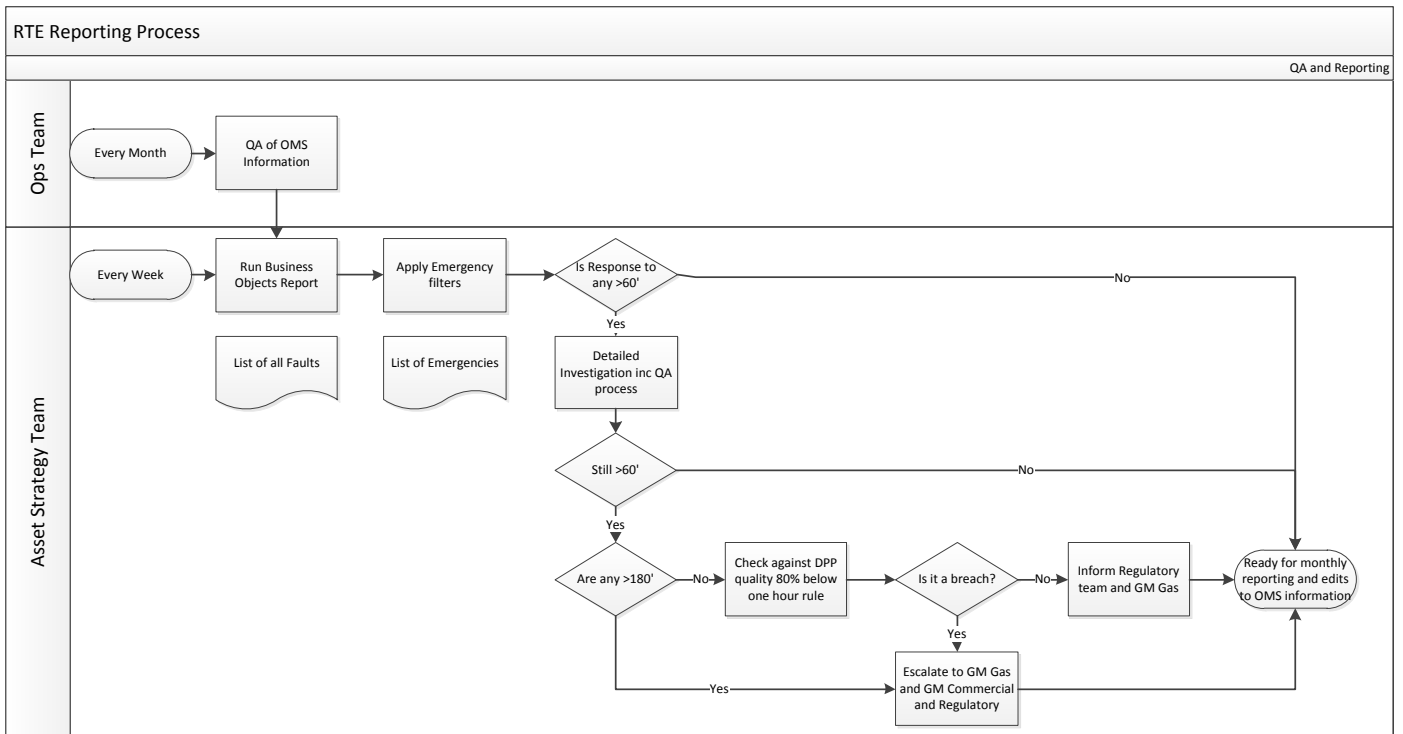 RTE Reporting Process
QA and Reporting
Ops Team
Every Month
QA of OMS
Information
Asset Strategy Team
Every Week
Run Business
Objects Report
Apply Emergency
filters
Is Response to
any >60'
No
Yes
List of all Faults
List of Emergencies
Detailed
Investigation inc QA
process
Still >60'
No
Yes
Are any >180'
No
Check against DPP
quality 80% below
one hour rule
Is it a breach?
No
Inform Regulatory
team and GM Gas
Ready for monthly
reporting and edits
to OMS information
Yes
Yes
Escalate to GM Gas
and GM Commercial
and Regulatory